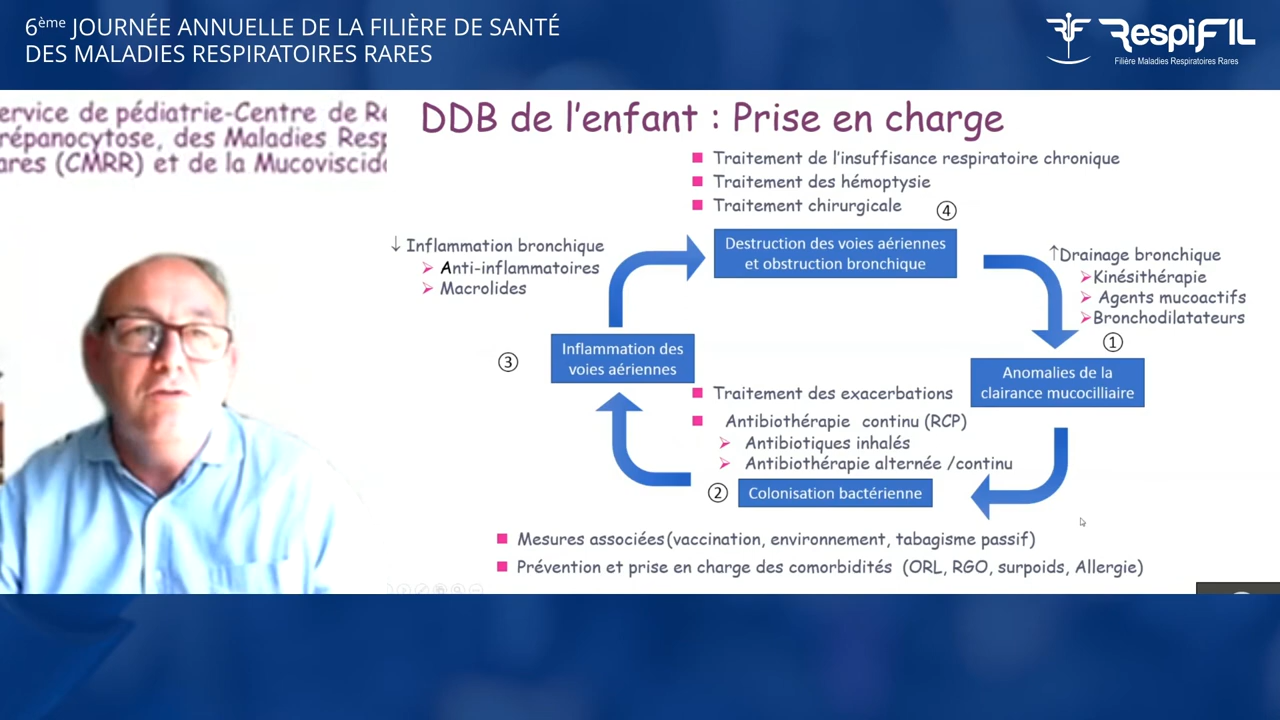 6ème JOURNÉE ANNUELLE DE LA FILIÈRE DE SANTÉ
DES MALADIES RESPIRATOIRES RARES
RESPIFIL
Filière Maladies Respiratoires Rares
ervice de pédiatrie-Centre de Ré
répanocytose, des Maladies Resp
ares (CMRR) et de la Mucoviscido
DDB de l'enfant : Prise en charge
■ Traitement de l'insuffisance respiratoire chronique
■ Traitement des hémoptysie
■ Traitement chirurgicale
④
Destruction des voies aériennes
et obstruction bronchique
↓ Inflammation bronchique
➢ Anti-inflammatoires
➢ Macrolides
↑Drainage bronchique
➢Kinésithérapie
➢ Agents mucoactifs
➢Bronchodilatateurs
①
③
Inflammation des
voies aériennes
Anomalies de la
clairance mucocilliaire
■ Traitement des exacerbations
■ Antibiothérapie continu (RCP)
➢ Antibiotiques inhalés
➢ Antibiothérapie alternée /continu
② Colonisation bactérienne
■ Mesures associées(vaccination, environnement, tabagisme passif)
■ Prévention et prise en charge des comorbidités (ORL, RGO, surpoids, Allergie)